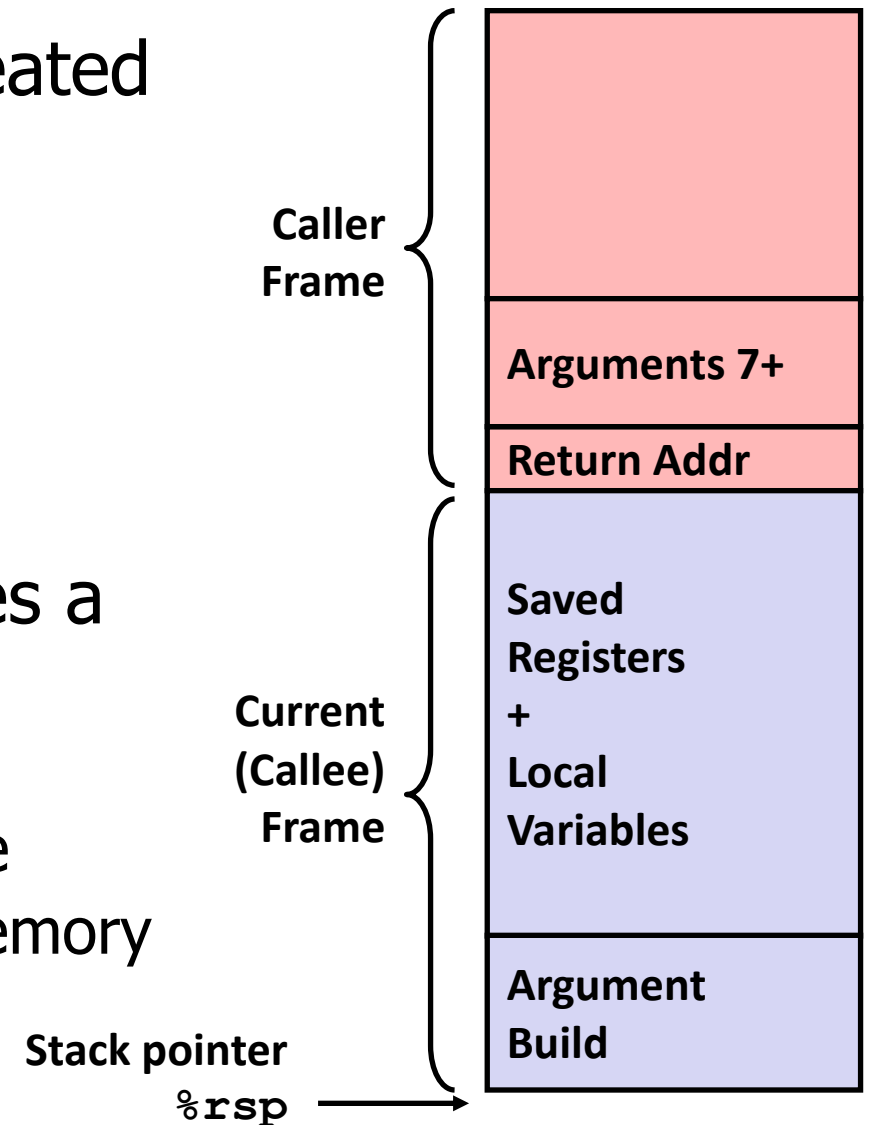 eated
Caller
Frame
Arguments 7+
Return Addr
es a
Saved
Registers
+
Local
Variables
Current
(Callee)
Frame
e
emory
Argument
Build
Stack pointer
%rsp